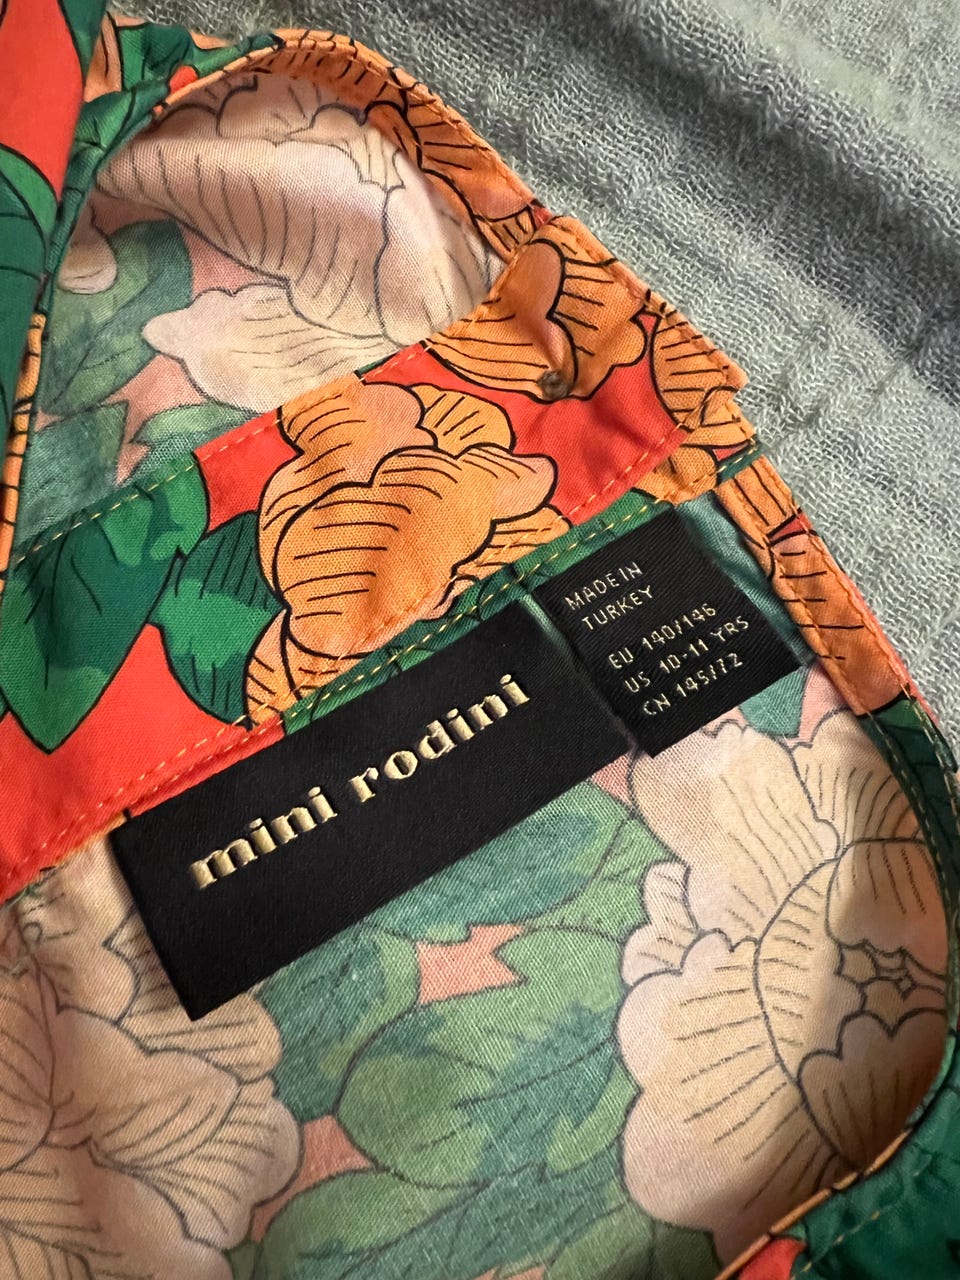 mini rodini
MADE IN
TURKEY
EU 140/146
US 10-11 YRS
CN 145/72